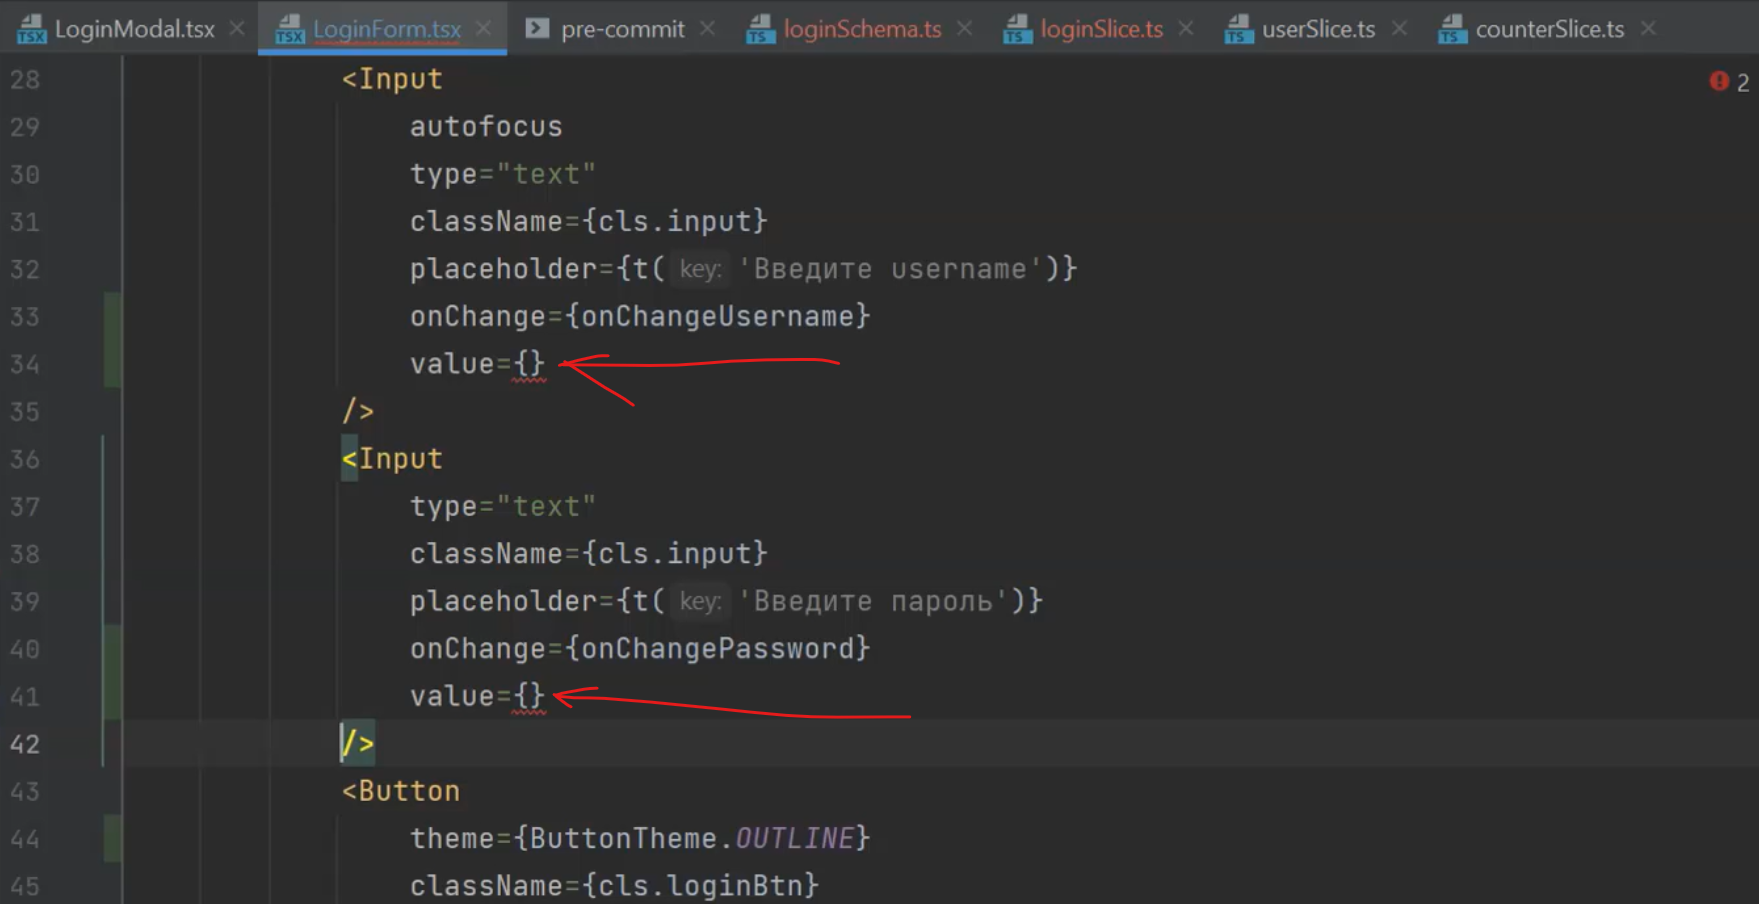 LoginModal.tsx LoginForm.tsx pre-commit loginSchema.ts loginSlice.ts userSlice.ts counterSlice.ts
28 <Input 2
29 autofocus
30 type="text"
31 className={cls.input}
32 placeholder={t( key: 'Введите username')}
33 onChange={onChangeUsername}
34 value={}
35 />
36 <Input
37 type="text"
38 className={cls.input}
39 placeholder={t( key: 'Введите пароль')}
40 onChange={onChangePassword}
41 value={}
42 />
43 <Button
44 theme={ButtonTheme.OUTLINE}
45 className={cls.loginBtn}